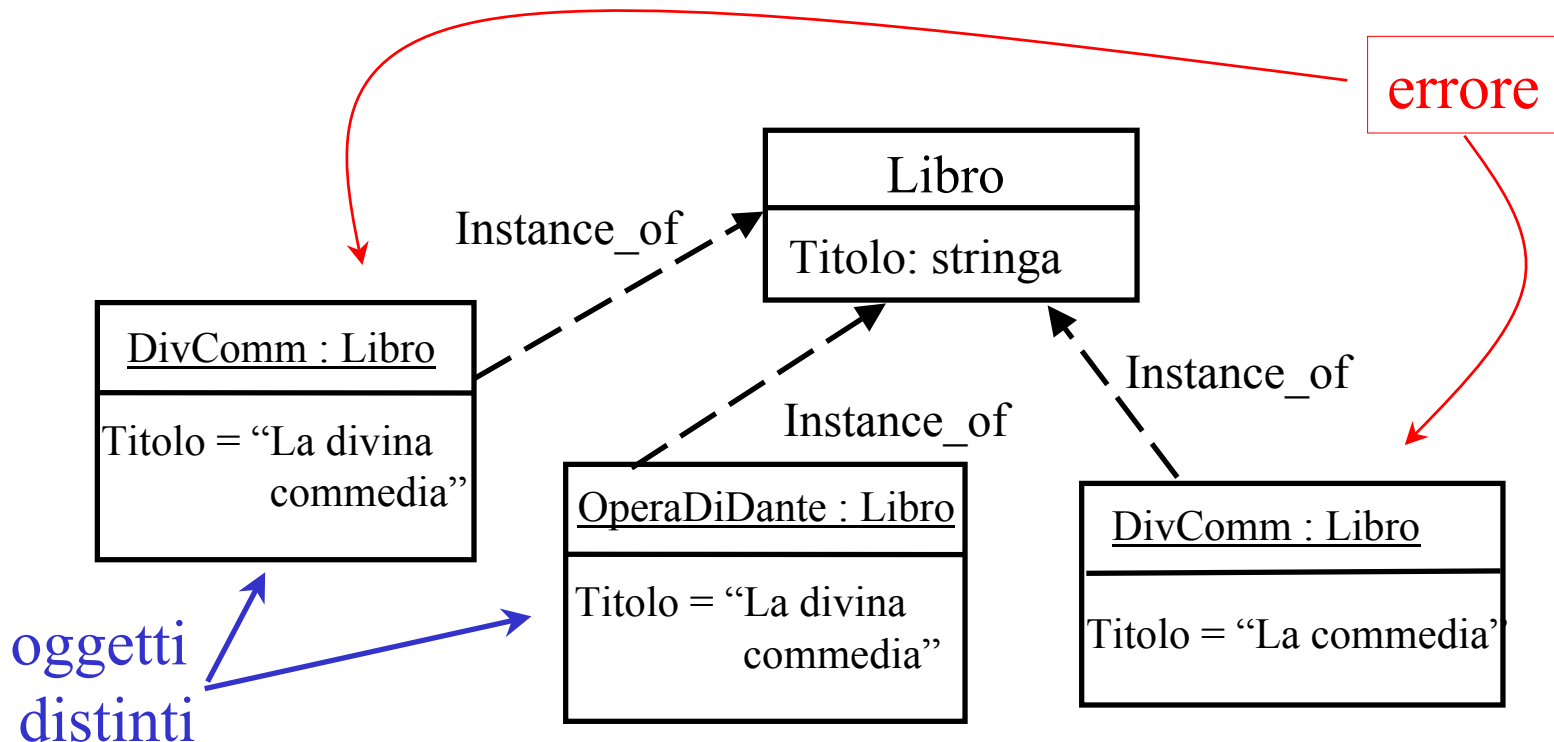 errore
Libro
Titolo: stringa
Instance_of
Instance_of
Instance_of
DivComm : Libro
Titolo = “La divina
commedia”
OperaDiDante : Libro
Titolo = “La divina
commedia”
DivComm : Libro
Titolo = “La commedia”
oggetti
distinti